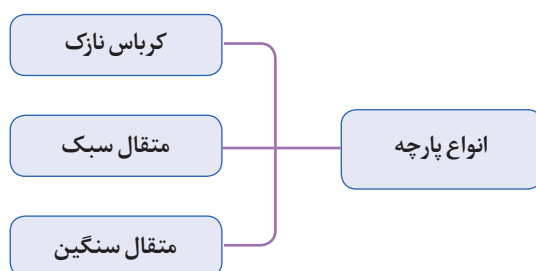 انواع پارچه
کرباس نازک
متقال سبک
متقال سنگین